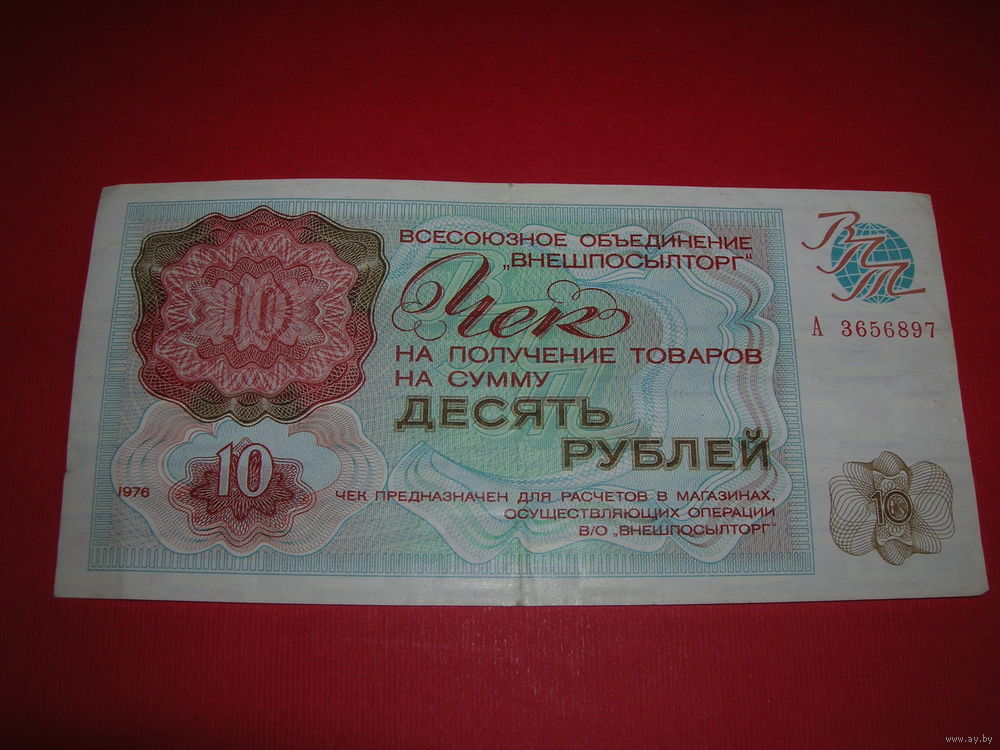 ВСЕСОЮЗНОЕ ОБЪЕДИНЕНИЕ
„ВНЕШПОСЫЛТОРГ“
Чек
НА ПОЛУЧЕНИЕ ТОВАРОВ
НА СУММУ
ДЕСЯТЬ
РУБЛЕЙ
ЧЕК ПРЕДНАЗНАЧЕН ДЛЯ РАСЧЕТОВ В МАГАЗИНАХ,
ОСУЩЕСТВЛЯЮЩИХ ОПЕРАЦИИ
В/О „ВНЕШПОСЫЛТОРГ“
10
10
1976
ВПТ
А 3656897
10
www.ay.by